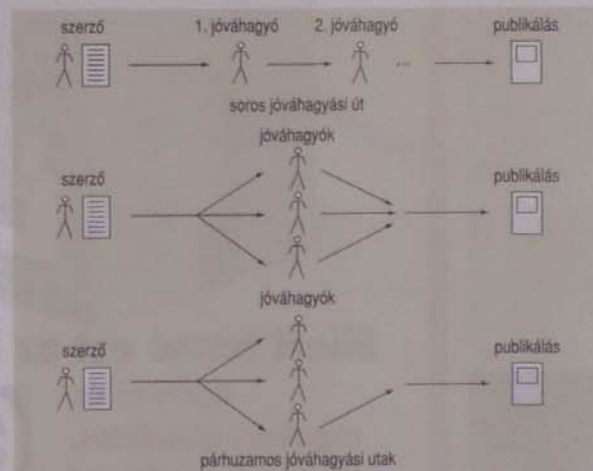 szerző 1. jóváhagyó 2. jóváhagyó publikálás
...
soros jóváhagyási út
jóváhagyók
szerző publikálás
jóváhagyók
szerző publikálás
párhuzamos jóváhagyási utak